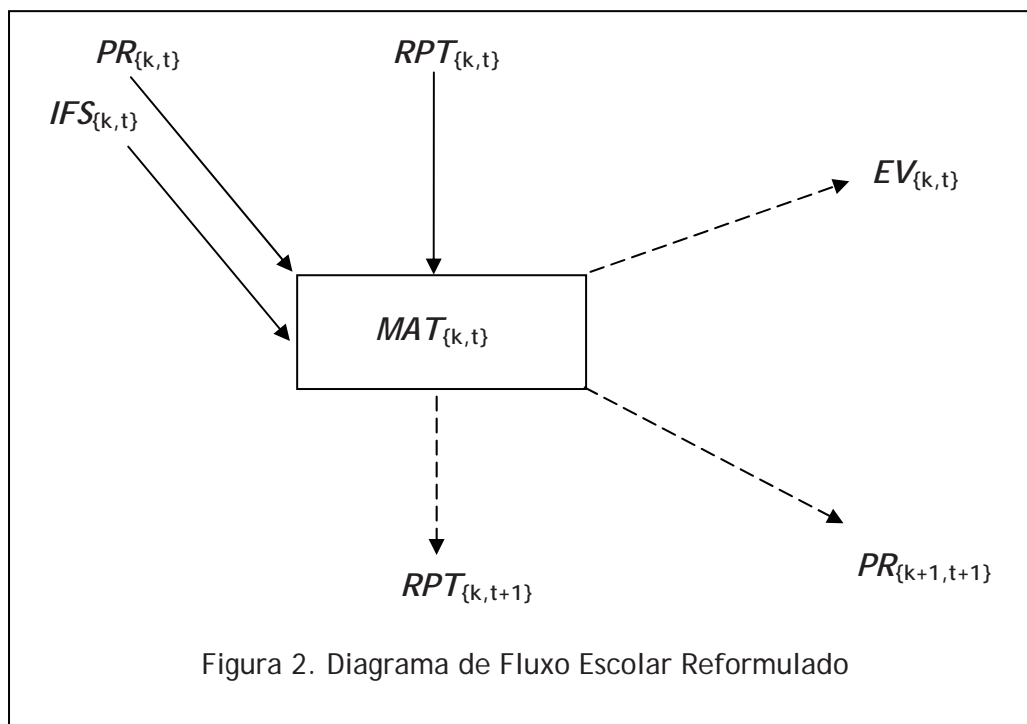 PR{k,t}
RPT{k,t}
IFS{k,t}
EV{k,t}
MAT{k,t}
PR{k+1,t+1}
RPT{k,t+1}
Figura 2. Diagrama de Fluxo Escolar Reformulado